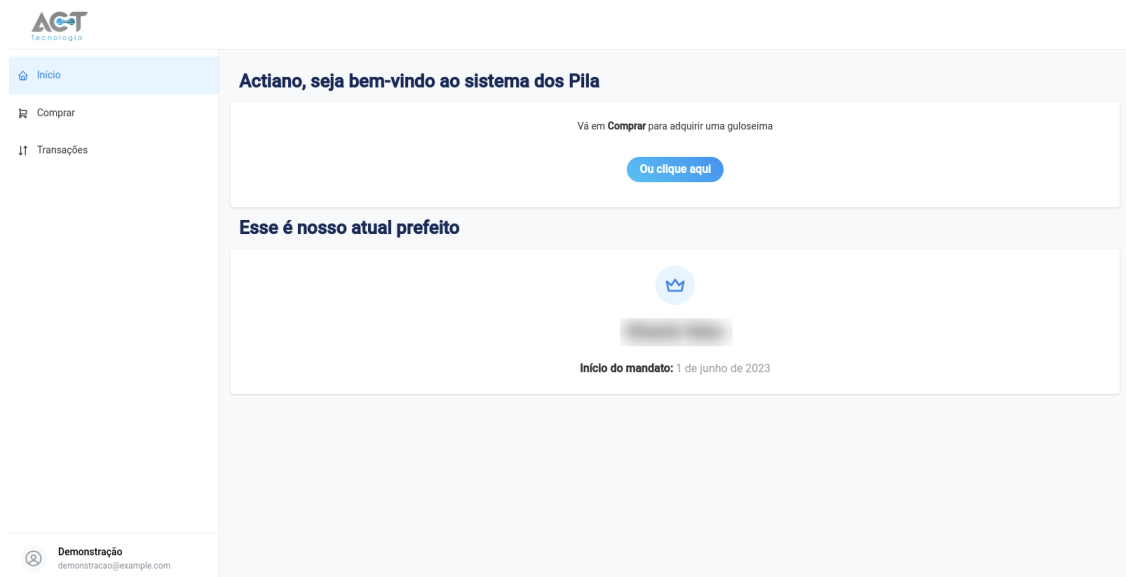 ACT
Tecnologia
Início
Comprar
Transações
Actiano, seja bem-vindo ao sistema dos Pila
Vá em Comprar para adquirir uma guloseima
Ou clique aqui
Esse é nosso atual prefeito
Início do mandato: 1 de junho de 2023
Demonstração
demonstracao@example.com